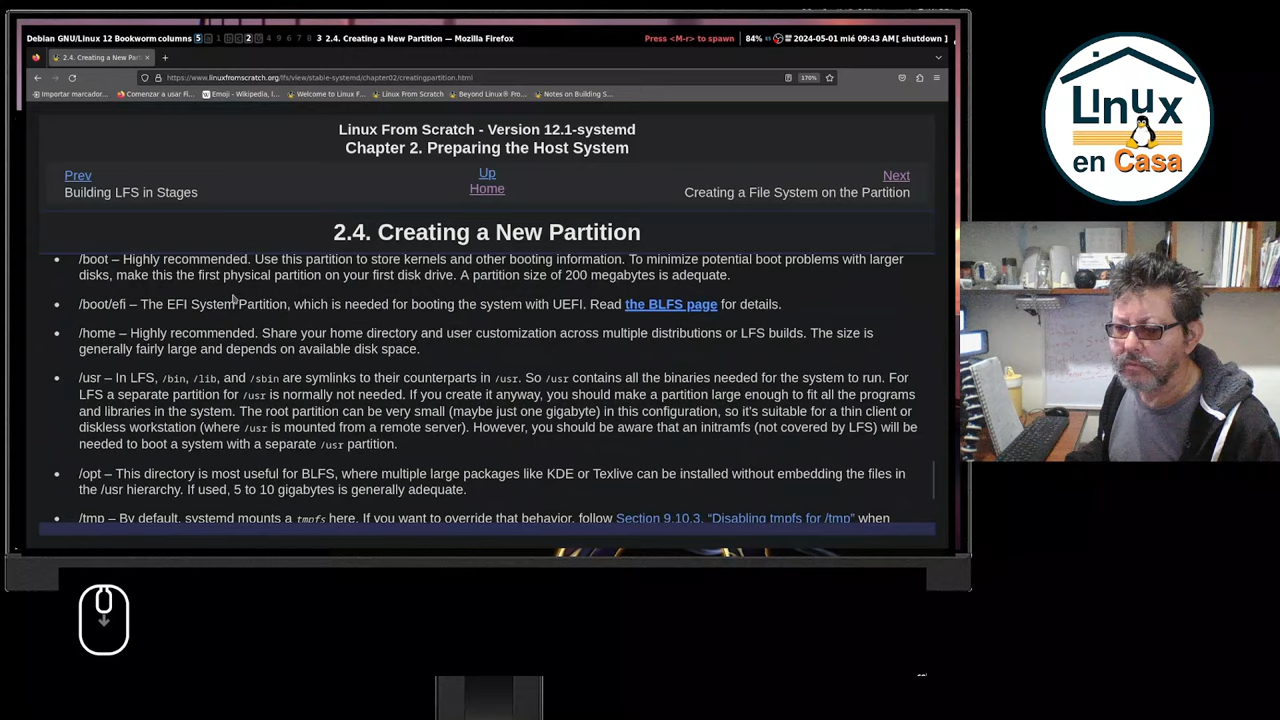 Debian GNU/Linux 12 Bookworm columns 5 1 2 4 9 6 7 8 3 2.4. Creating a New Partition — Mozilla Firefox Press <M-r> to spawn 84% 2024-05-01 mié 09:43 AM [ shutdown ]
2.4. Creating a New Part
https://www.linuxfromscratch.org/lfs/view/stable-systemd/chapter02/creatingpartition.html 170%
Importar marcador... Comenzar a usar Fi... Emoji - Wikipedia, l... Welcome to Linux F... Linux From Scratch Beyond Linux® Fro... Notes on Building S...
Linux From Scratch - Version 12.1-systemd
Chapter 2. Preparing the Host System
Prev Up Next
Building LFS in Stages Home Creating a File System on the Partition
2.4. Creating a New Partition
• /boot – Highly recommended. Use this partition to store kernels and other booting information. To minimize potential boot problems with larger
disks, make this the first physical partition on your first disk drive. A partition size of 200 megabytes is adequate.
• /boot/efi – The EFI System Partition, which is needed for booting the system with UEFI. Read the BLFS page for details.
• /home – Highly recommended. Share your home directory and user customization across multiple distributions or LFS builds. The size is
generally fairly large and depends on available disk space.
• /usr – In LFS, /bin, /lib, and /sbin are symlinks to their counterparts in /usr. So /usr contains all the binaries needed for the system to run. For
LFS a separate partition for /usr is normally not needed. If you create it anyway, you should make a partition large enough to fit all the programs
and libraries in the system. The root partition can be very small (maybe just one gigabyte) in this configuration, so it's suitable for a thin client or
diskless workstation (where /usr is mounted from a remote server). However, you should be aware that an initramfs (not covered by LFS) will be
needed to boot a system with a separate /usr partition.
• /opt – This directory is most useful for BLFS, where multiple large packages like KDE or Texlive can be installed without embedding the files in
the /usr hierarchy. If used, 5 to 10 gigabytes is generally adequate.
• /tmp – By default, systemd mounts a tmpfs here. If you want to override that behavior, follow Section 9.10.3, “Disabling tmpfs for /tmp” when
Linux
en Casa